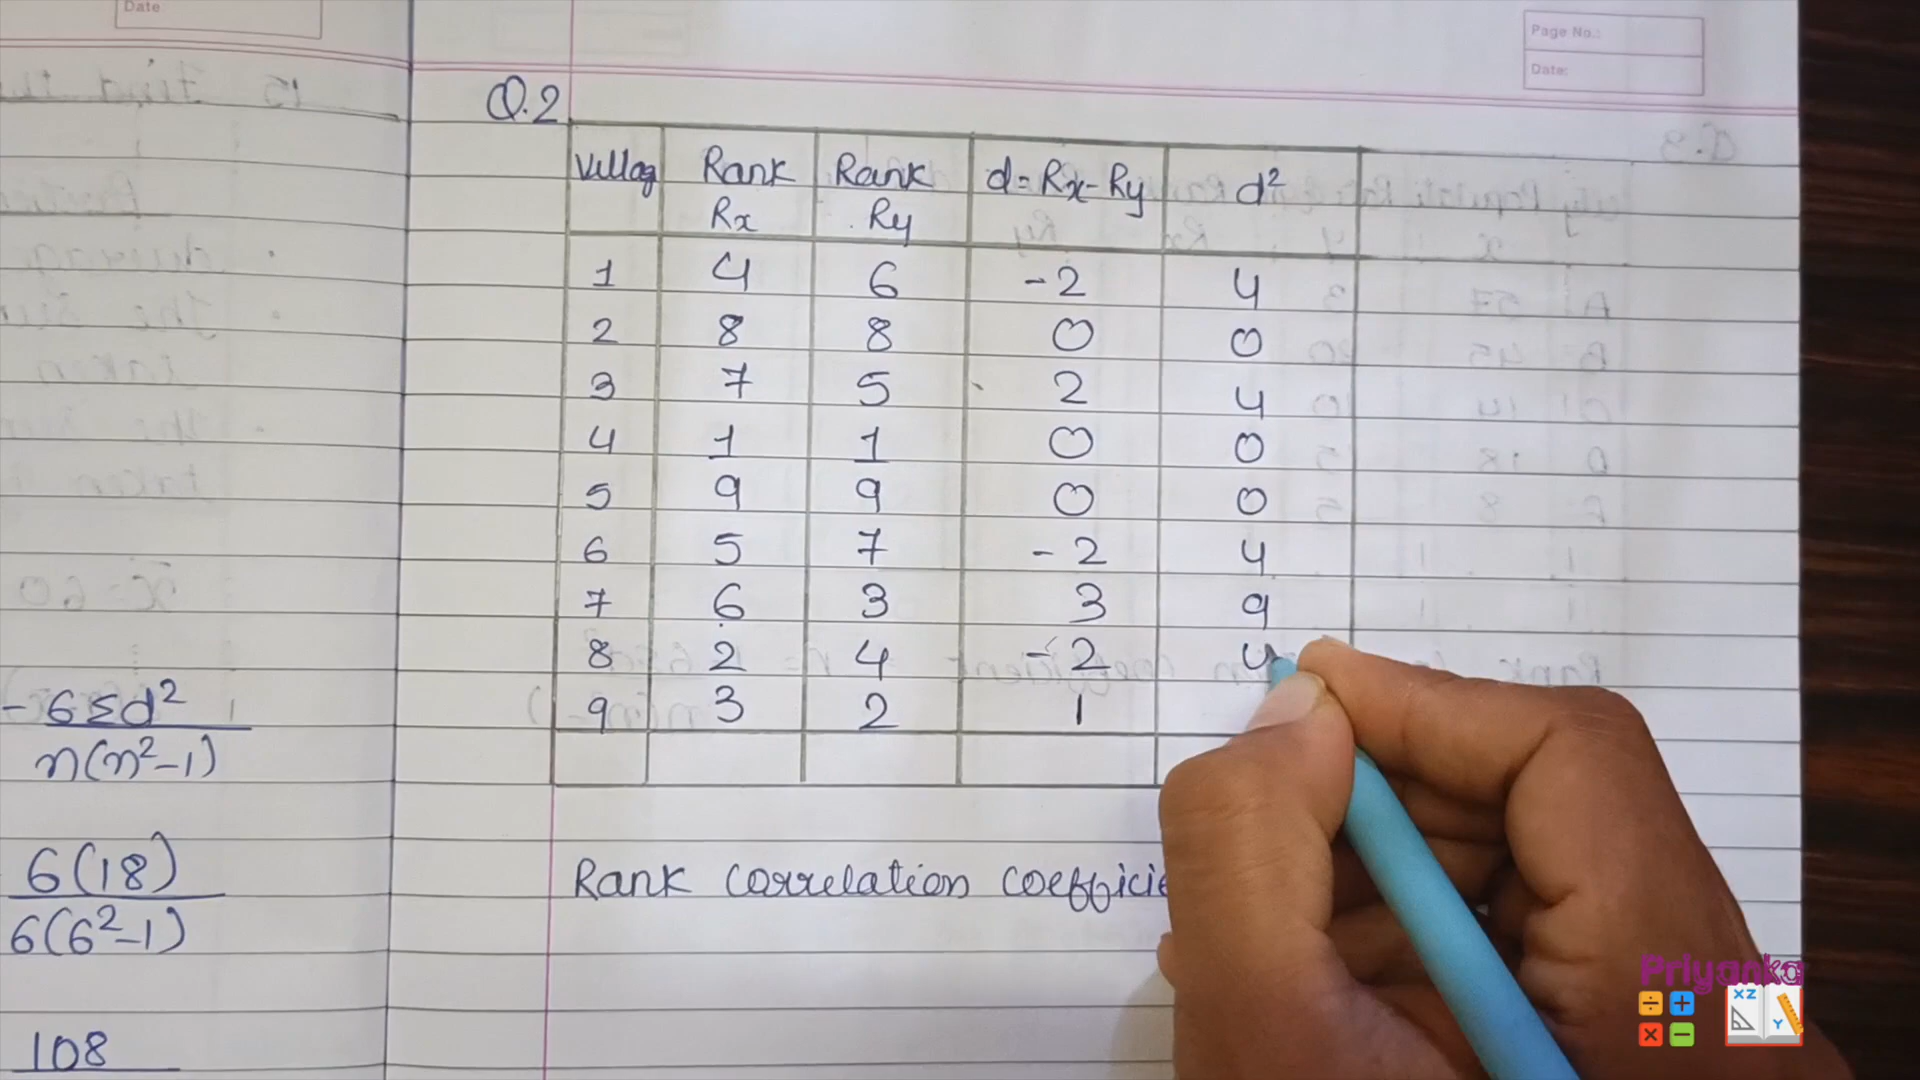 Date
Page No.:
Date:
Q.2
Village Rank Rx Rank Ry d=Rx-Ry d²
1 4 6 -2 4
2 8 8 0 0
3 7 5 2 4
4 1 1 0 0
5 9 9 0 0
6 5 7 -2 4
7 6 3 3 9
8 2 4 -2 4
9 3 2 1
Rank correlation coeffici
- 6Σd²
n(n²-1)
6(18)
6(6²-1)
108
Priyanka
XZ
Y